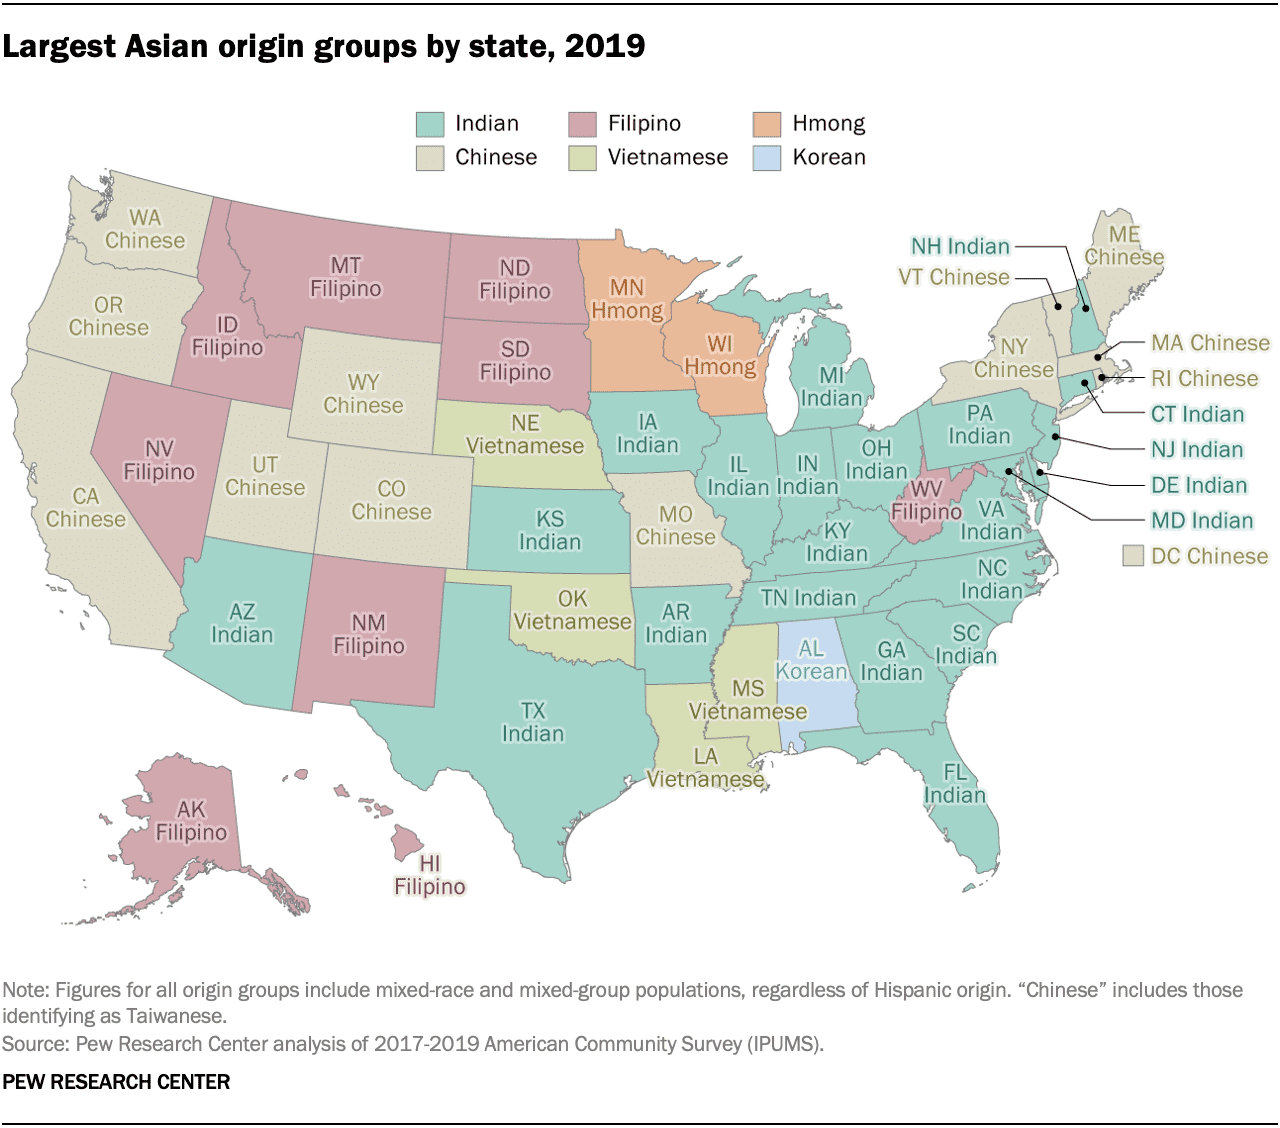 Largest Asian origin groups by state, 2019
Indian
Filipino
Hmong
Chinese
Vietnamese
Korean
WA
Chinese
OR
Chinese
CA
Chinese
NV
Filipino
ID
Filipino
MT
Filipino
WY
Chinese
UT
Chinese
CO
Chinese
AZ
Indian
NM
Filipino
ND
Filipino
SD
Filipino
NE
Vietnamese
KS
Indian
OK
Vietnamese
TX
Indian
MN
Hmong
IA
Indian
MO
Chinese
AR
Indian
LA
Vietnamese
WI
Hmong
IL
Indian
MI
Indian
IN
Indian
OH
Indian
KY
Indian
TN Indian
MS
Vietnamese
AL
Korean
GA
Indian
FL
Indian
SC
Indian
NC
Indian
VA
Indian
WV
Filipino
PA
Indian
NY
Chinese
ME
Chinese
NH Indian
VT Chinese
MA Chinese
RI Chinese
CT Indian
NJ Indian
DE Indian
MD Indian
DC Chinese
AK
Filipino
HI
Filipino
Note: Figures for all origin groups include mixed-race and mixed-group populations, regardless of Hispanic origin. “Chinese” includes those
identifying as Taiwanese.
Source: Pew Research Center analysis of 2017-2019 American Community Survey (IPUMS).
PEW RESEARCH CENTER